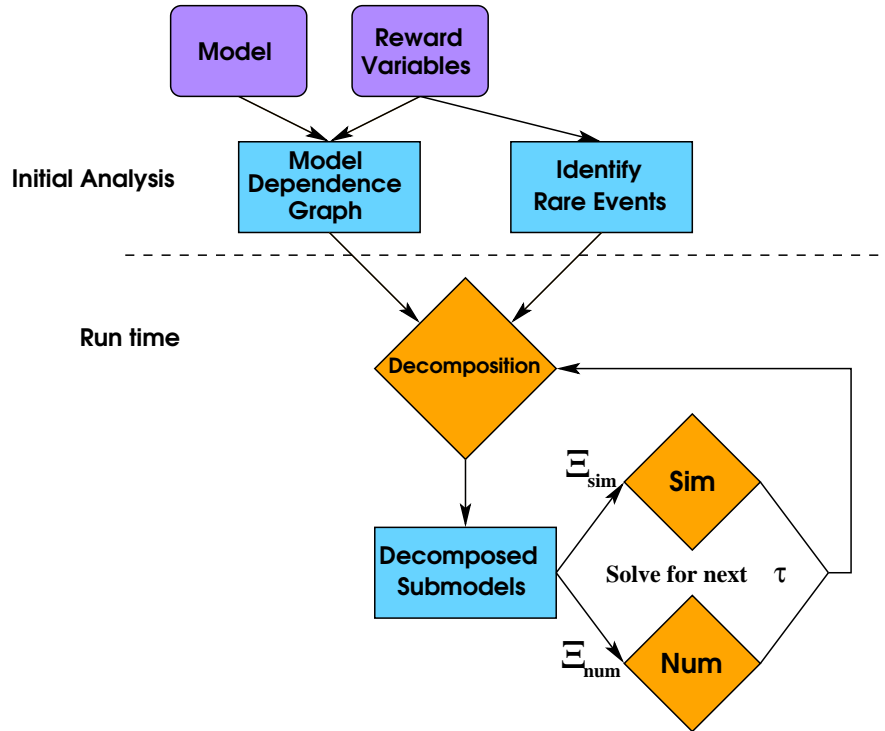 Model
Reward
Variables
Initial Analysis
Model
Dependence
Graph
Identify
Rare Events
Run time
Decomposition
Ξsim
Sim
Decomposed
Submodels
Solve for next τ
Ξnum
Num